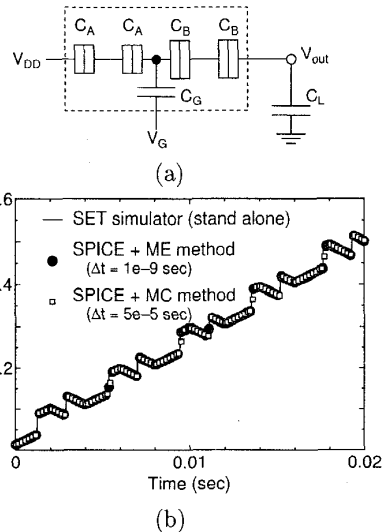 (a)
C_A C_A C_B C_B
V_DD
V_out
C_G
C_L
V_G
(a)
(b)
.6
— SET simulator (stand alone)
● SPICE + ME method
(Δt = 1e–9 sec)
□ SPICE + MC method
(Δt = 5e–5 sec)
.4
.2
0 0.01 0.02
Time (sec)
(b)